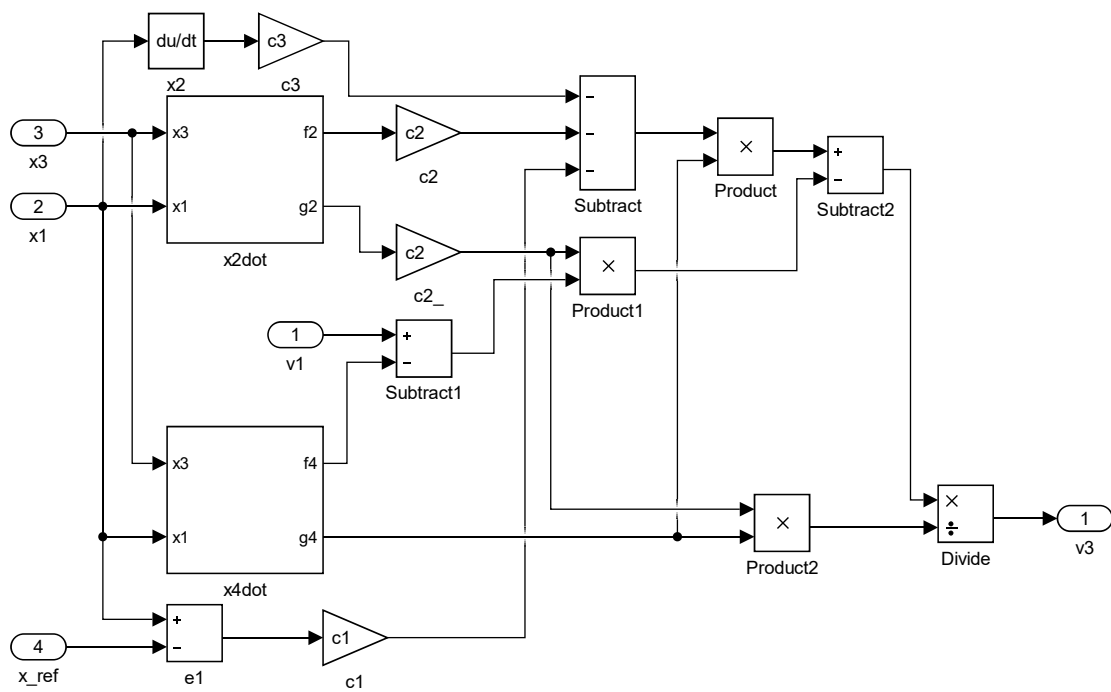 du/dt
c3
x2
c3
3
x3
x3
f2
c2
c2
2
x1
x1
g2
x2dot
c2
c2_
−
−
−
Subtract
×
Product
+
−
Subtract2
×
Product1
1
v1
+
−
Subtract1
x3
f4
x1
g4
x4dot
×
Product2
×
÷
Divide
1
v3
4
x_ref
+
−
e1
c1
c1